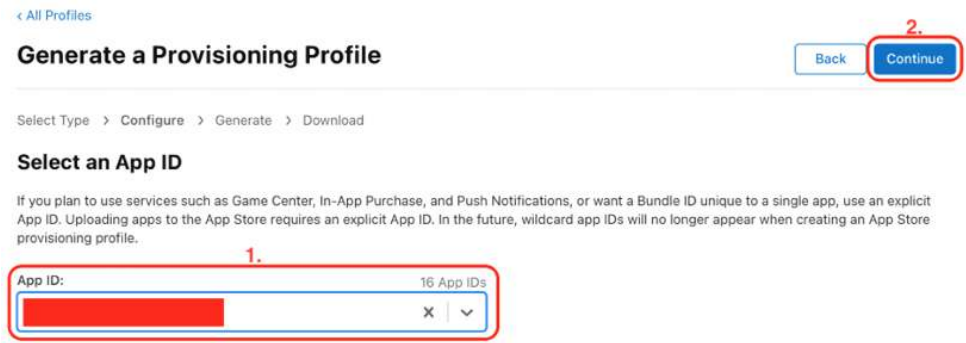 ‹ All Profiles
2.
Generate a Provisioning Profile
Back
Continue
Select Type > Configure > Generate > Download
Select an App ID
If you plan to use services such as Game Center, In-App Purchase, and Push Notifications, or want a Bundle ID unique to a single app, use an explicit
App ID. Uploading apps to the App Store requires an explicit App ID. In the future, wildcard app IDs will no longer appear when creating an App Store
provisioning profile.
1.
App ID:
16 App IDs